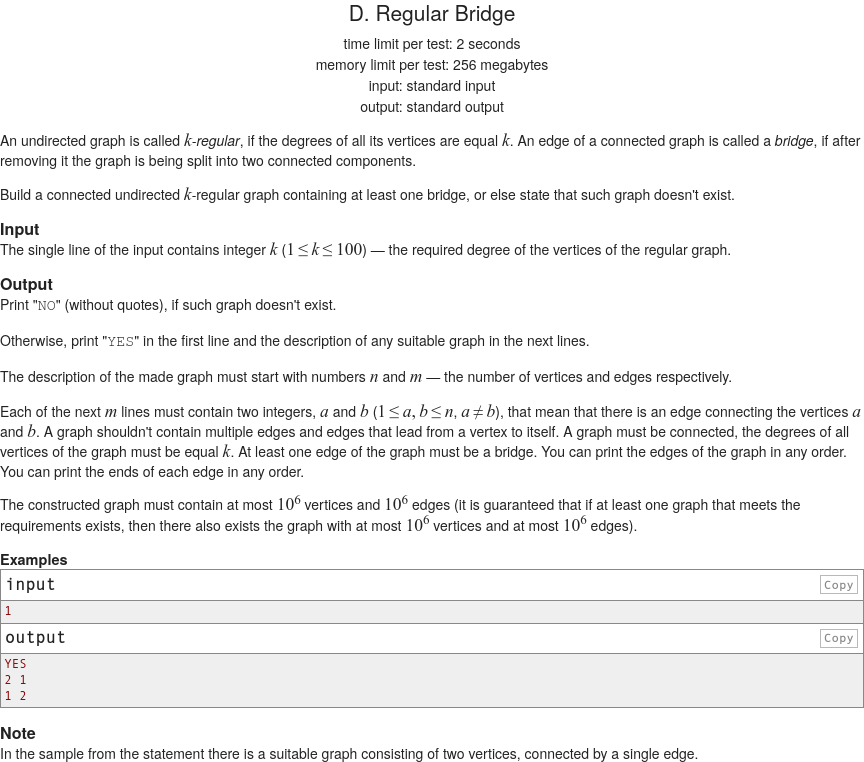 D. Regular Bridge
time limit per test: 2 seconds
memory limit per test: 256 megabytes
input: standard input
output: standard output
An undirected graph is called k-regular, if the degrees of all its vertices are equal k. An edge of a connected graph is called a bridge, if after
removing it the graph is being split into two connected components.
Build a connected undirected k-regular graph containing at least one bridge, or else state that such graph doesn't exist.
Input
The single line of the input contains integer k (1 ≤ k ≤ 100) — the required degree of the vertices of the regular graph.
Output
Print "NO" (without quotes), if such graph doesn't exist.
Otherwise, print "YES" in the first line and the description of any suitable graph in the next lines.
The description of the made graph must start with numbers n and m — the number of vertices and edges respectively.
Each of the next m lines must contain two integers, a and b (1 ≤ a, b ≤ n, a ≠ b), that mean that there is an edge connecting the vertices a
and b. A graph shouldn't contain multiple edges and edges that lead from a vertex to itself. A graph must be connected, the degrees of all
vertices of the graph must be equal k. At least one edge of the graph must be a bridge. You can print the edges of the graph in any order.
You can print the ends of each edge in any order.
The constructed graph must contain at most 10^6 vertices and 10^6 edges (it is guaranteed that if at least one graph that meets the
requirements exists, then there also exists the graph with at most 10^6 vertices and at most 10^6 edges).
Examples
input Copy
1
output Copy
YES
2 1
1 2
Note
In the sample from the statement there is a suitable graph consisting of two vertices, connected by a single edge.